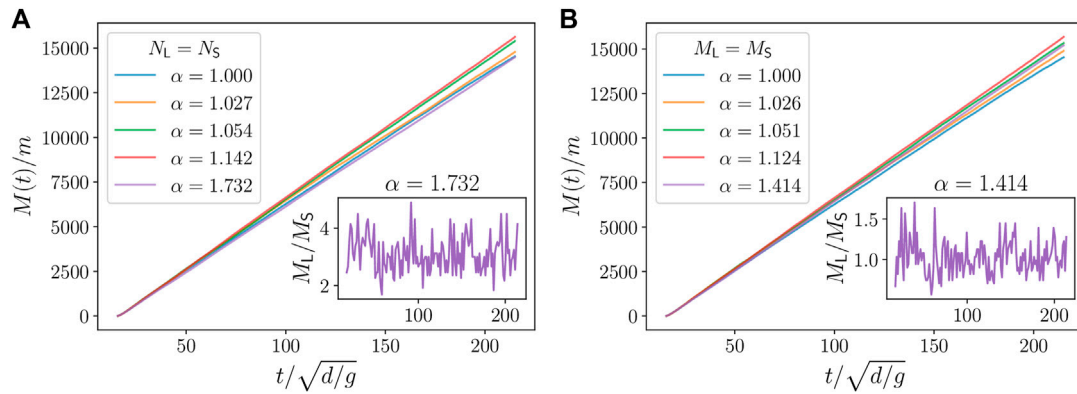 A
M(t)/m
15000
12500
10000
7500
5000
2500
0
N_L = N_S
α = 1.000
α = 1.027
α = 1.054
α = 1.142
α = 1.732
α = 1.732
M_L/M_S
4
2
100
200
50
100
150
200
t/√d/g
B
M(t)/m
15000
12500
10000
7500
5000
2500
0
M_L = M_S
α = 1.000
α = 1.026
α = 1.051
α = 1.124
α = 1.414
α = 1.414
M_L/M_S
1.5
1.0
100
200
50
100
150
200
t/√d/g